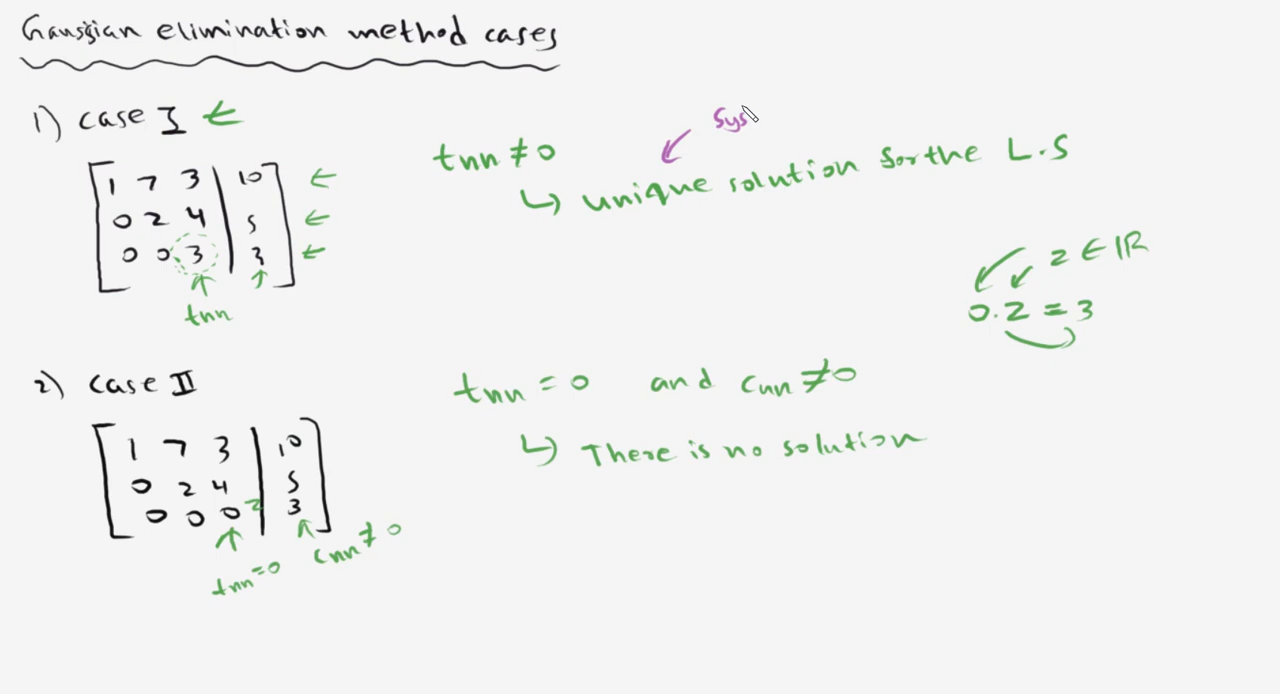 Gaussian elimination method cases
1) case I ←
1 7 3 | 10 ←
0 2 4 | 5 ←
0 0 3 | 3 ←
tnn
tnn ≠ 0
Sys
↳ unique solution for the L.S
z ∈ IR
0.z = 3
2) case II
1 7 3 | 10
0 2 4 | 5
0 0 0 z | 3
tnn = 0 cnn ≠ 0
tnn = 0 and cnn ≠ 0
↳ There is no solution